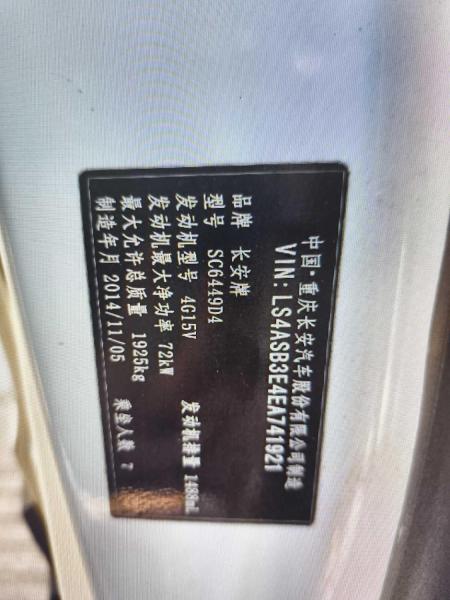 中国·重庆长安汽车股份有限公司制造
VIN: LS4ASB3E4EA741921
品牌 长安牌
型号 SC6449D4
发动机型号 4G15V 发动机排量 1488mL
发动机最大净功率 72kW
最大允许总质量 1925kg 乘坐人数 7
制造年月 2014/11/05